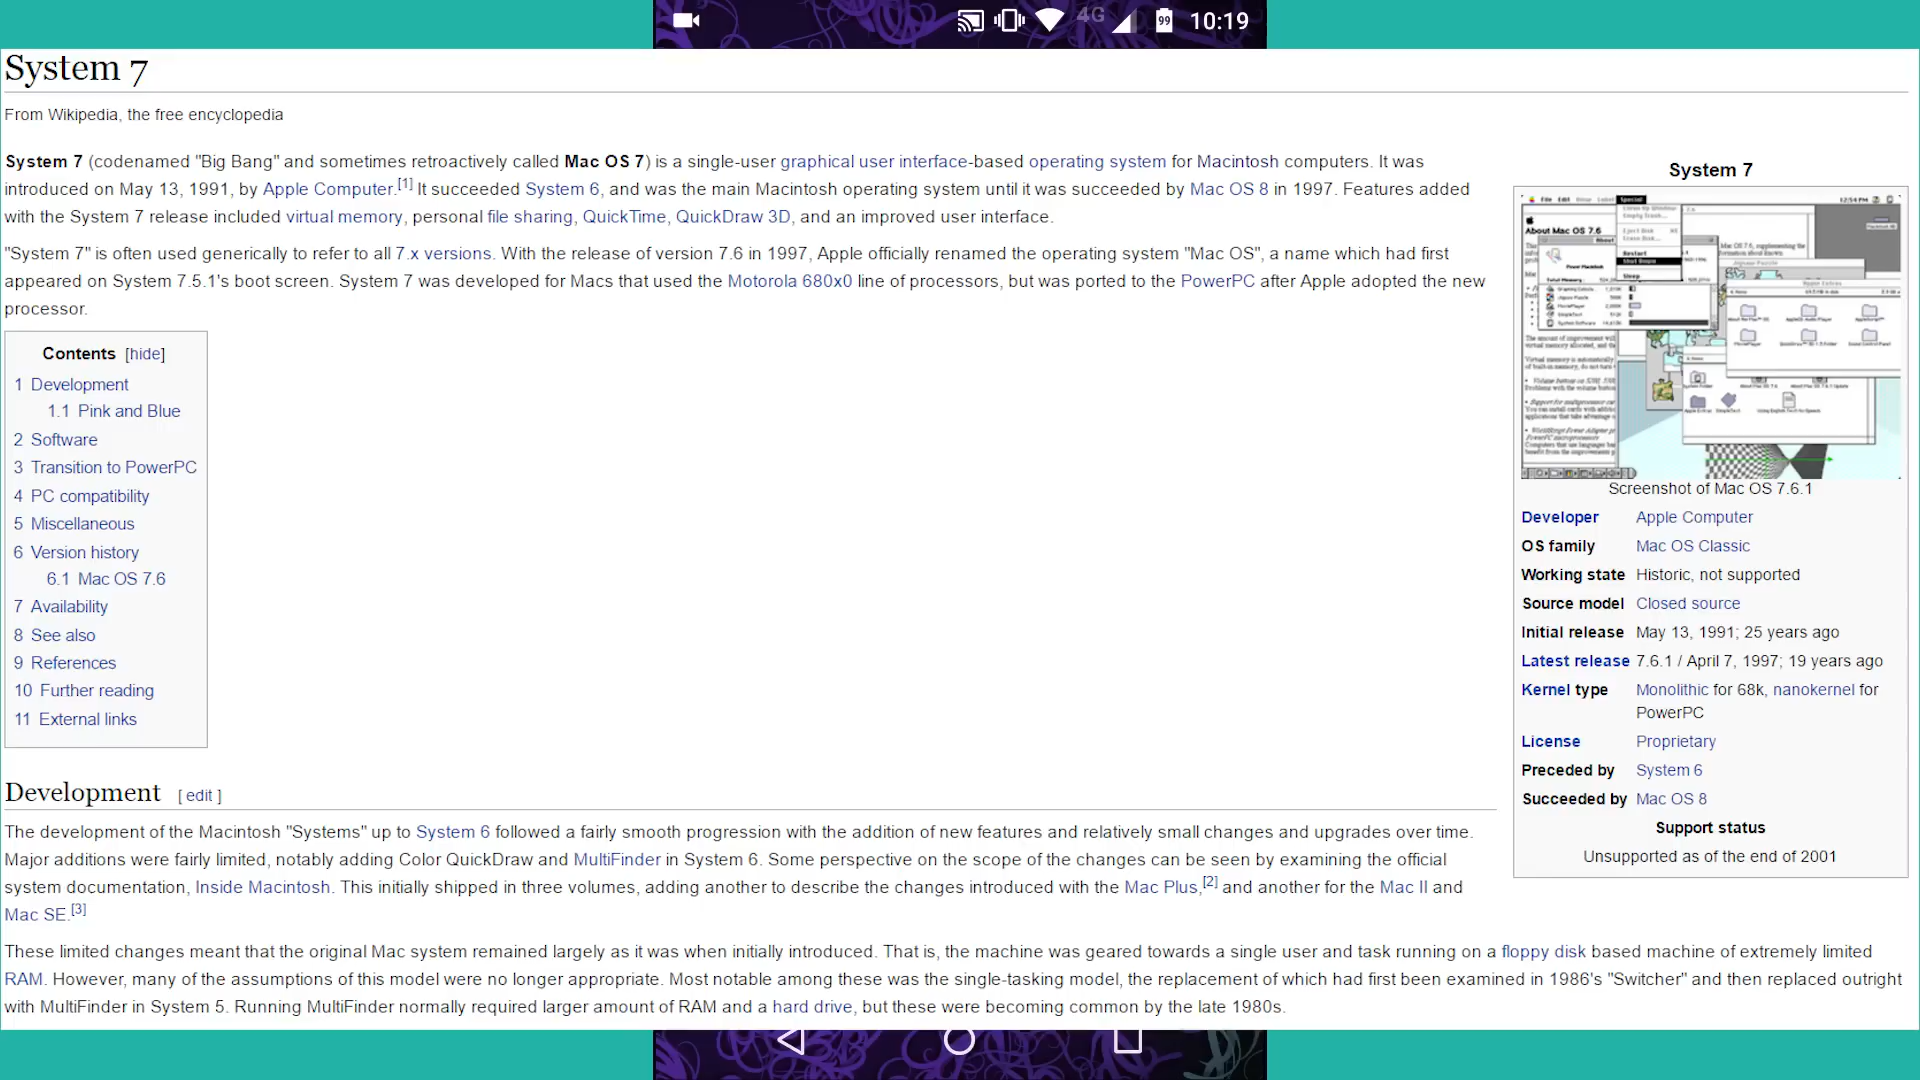 4G 99 10:19
System 7
From Wikipedia, the free encyclopedia
System 7 (codenamed "Big Bang" and sometimes retroactively called Mac OS 7) is a single-user graphical user interface-based operating system for Macintosh computers. It was
introduced on May 13, 1991, by Apple Computer.[1] It succeeded System 6, and was the main Macintosh operating system until it was succeeded by Mac OS 8 in 1997. Features added
with the System 7 release included virtual memory, personal file sharing, QuickTime, QuickDraw 3D, and an improved user interface.
"System 7" is often used generically to refer to all 7.x versions. With the release of version 7.6 in 1997, Apple officially renamed the operating system "Mac OS", a name which had first
appeared on System 7.5.1's boot screen. System 7 was developed for Macs that used the Motorola 680x0 line of processors, but was ported to the PowerPC after Apple adopted the new
processor.
Contents [hide]
1 Development
1.1 Pink and Blue
2 Software
3 Transition to PowerPC
4 PC compatibility
5 Miscellaneous
6 Version history
6.1 Mac OS 7.6
7 Availability
8 See also
9 References
10 Further reading
11 External links
System 7
File Edit View Label Special
12:54 PM
About Mac OS 7.6
Restart
Shut Down
Sleep
Screenshot of Mac OS 7.6.1
Developer Apple Computer
OS family Mac OS Classic
Working state Historic, not supported
Source model Closed source
Initial release May 13, 1991; 25 years ago
Latest release 7.6.1 / April 7, 1997; 19 years ago
Kernel type Monolithic for 68k, nanokernel for
PowerPC
License Proprietary
Preceded by System 6
Succeeded by Mac OS 8
Support status
Unsupported as of the end of 2001
Development [ edit ]
The development of the Macintosh "Systems" up to System 6 followed a fairly smooth progression with the addition of new features and relatively small changes and upgrades over time.
Major additions were fairly limited, notably adding Color QuickDraw and MultiFinder in System 6. Some perspective on the scope of the changes can be seen by examining the official
system documentation, Inside Macintosh. This initially shipped in three volumes, adding another to describe the changes introduced with the Mac Plus,[2] and another for the Mac II and
Mac SE.[3]
These limited changes meant that the original Mac system remained largely as it was when initially introduced. That is, the machine was geared towards a single user and task running on a floppy disk based machine of extremely limited
RAM. However, many of the assumptions of this model were no longer appropriate. Most notable among these was the single-tasking model, the replacement of which had first been examined in 1986's "Switcher" and then replaced outright
with MultiFinder in System 5. Running MultiFinder normally required larger amount of RAM and a hard drive, but these were becoming common by the late 1980s.